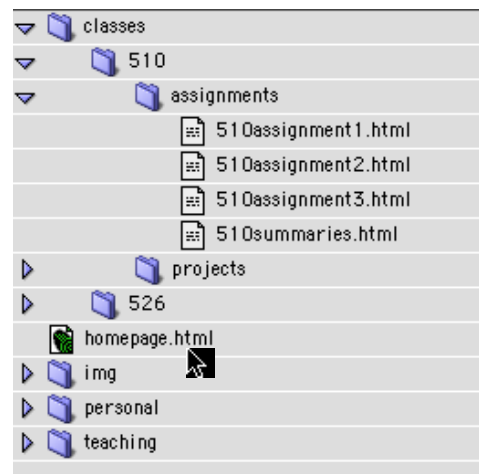 classes
510
assignments
510assignment1.html
510assignment2.html
510assignment3.html
510summaries.html
projects
526
homepage.html
img
personal
teaching